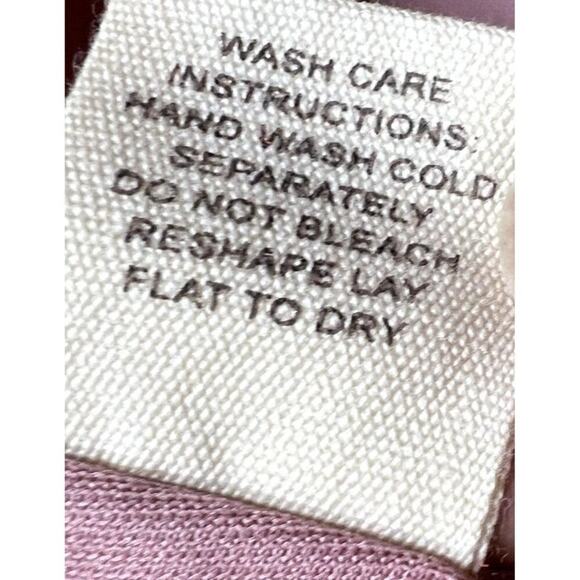 WASH CARE
INSTRUCTIONS:
HAND WASH COLD
SEPARATELY
DO NOT BLEACH
RESHAPE LAY
FLAT TO DRY